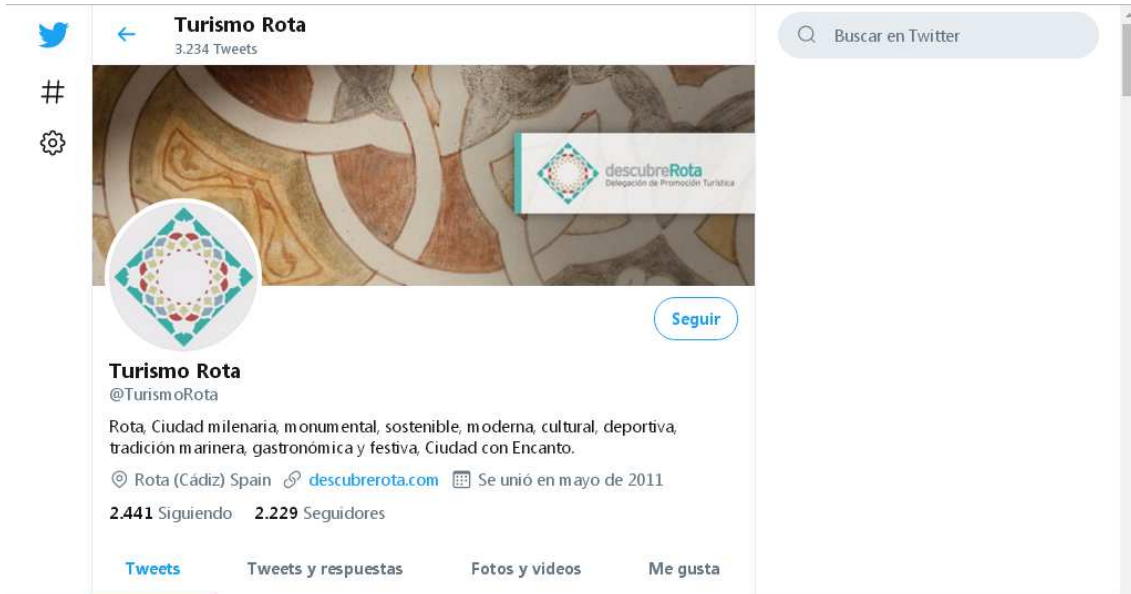 Turismo Rota
3.234 Tweets
Buscar en Twitter
descubreRota
Delegación de Promoción Turística
Seguir
Turismo Rota
@TurismoRota
Rota, Ciudad milenaria, monumental, sostenible, moderna, cultural, deportiva,
tradición marinera, gastronómica y festiva, Ciudad con Encanto.
Rota (Cádiz) Spain descubrerota.com Se unió en mayo de 2011
2.441 Siguiendo 2.229 Seguidores
Tweets Tweets y respuestas Fotos y videos Me gusta